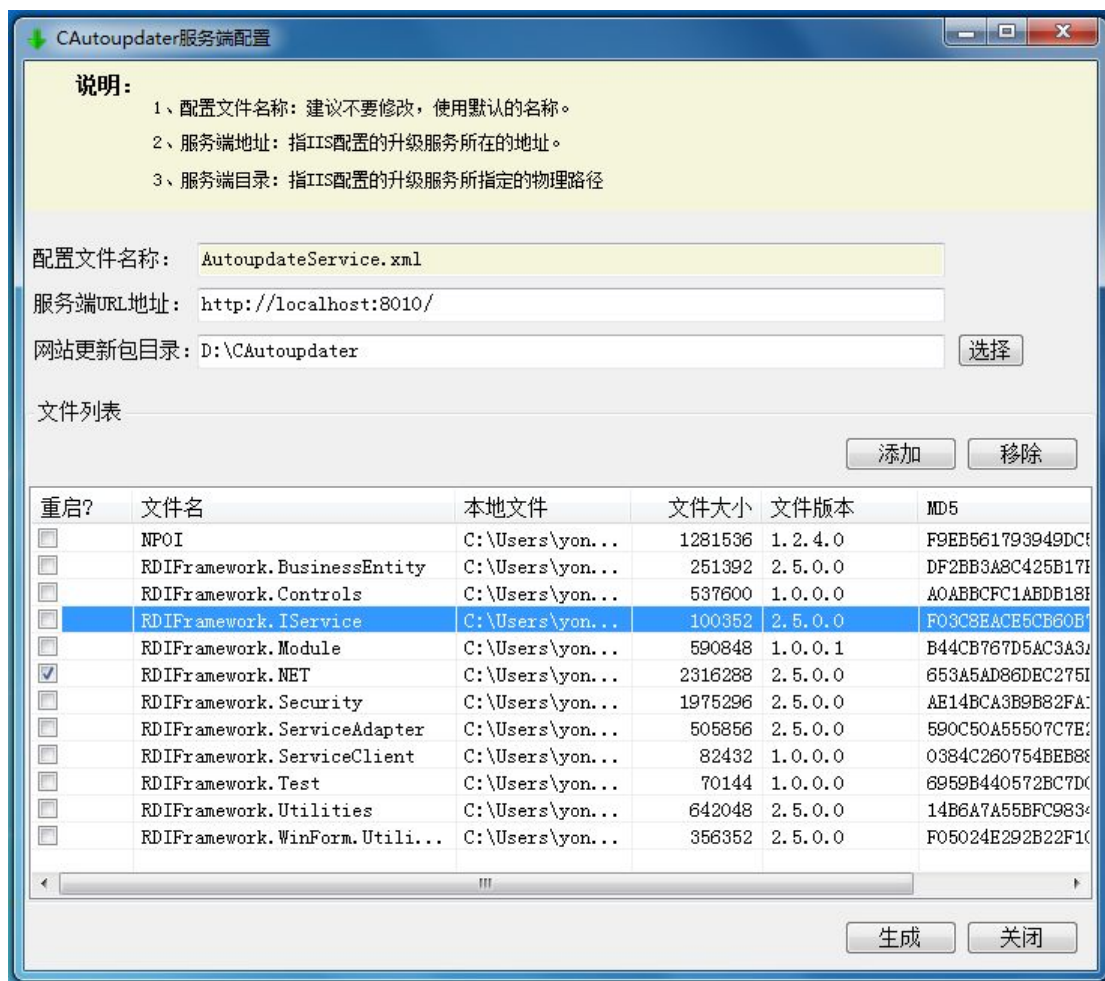 CAutoupdater服务端配置
说明:
1、配置文件名称: 建议不要修改，使用默认的名称。
2、服务端地址: 指IIS配置的升级服务所在的地址。
3、服务端目录: 指IIS配置的升级服务所指定的物理路径
配置文件名称: AutoupdateService.xml
服务端URL地址: http://localhost:8010/
网站更新包目录: D:\CAutoupdater 选择
文件列表
添加 移除
重启? 文件名 本地文件 文件大小 文件版本 MD5
NPOI C:\Users\yon... 1281536 1.2.4.0 F9EB561793949DC5
RDIFramework.BusinessEntity C:\Users\yon... 251392 2.5.0.0 DF2BB3A8C425B17
RDIFramework.Controls C:\Users\yon... 537600 1.0.0.0 A0ABBCFC1ABDB18
RDIFramework.IService C:\Users\yon... 100352 2.5.0.0 F03C8EACE5CB60B
RDIFramework.Module C:\Users\yon... 590848 1.0.0.1 B44CB767D5AC3A3
RDIFramework.NET C:\Users\yon... 2316288 2.5.0.0 653A5AD86DEC275
RDIFramework.Security C:\Users\yon... 1975296 2.5.0.0 AE14BCA3B9B82FA
RDIFramework.ServiceAdapter C:\Users\yon... 505856 2.5.0.0 590C50A55507C7E
RDIFramework.ServiceClient C:\Users\yon... 82432 1.0.0.0 0384C260754BEB8
RDIFramework.Test C:\Users\yon... 70144 1.0.0.0 6959B440572BC7D
RDIFramework.Utilities C:\Users\yon... 642048 2.5.0.0 14B6A7A55BFC983
RDIFramework.WinForm.Utili... C:\Users\yon... 356352 2.5.0.0 F05024E292B22F1
生成 关闭